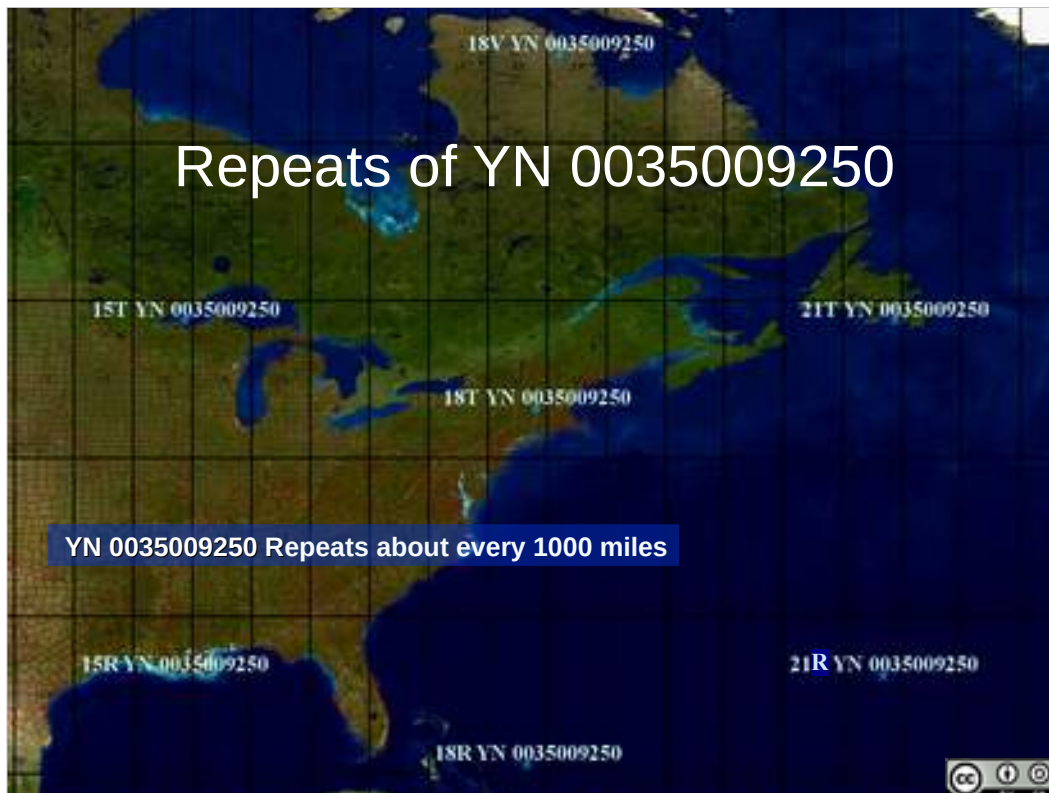 18V YN 0035009250
Repeats of YN 0035009250
15T YN 0035009250
21T YN 0035009250
18T YN 0035009250
YN 0035009250 Repeats about every 1000 miles
15R YN 0035009250
21R YN 0035009250
18R YN 0035009250
cc